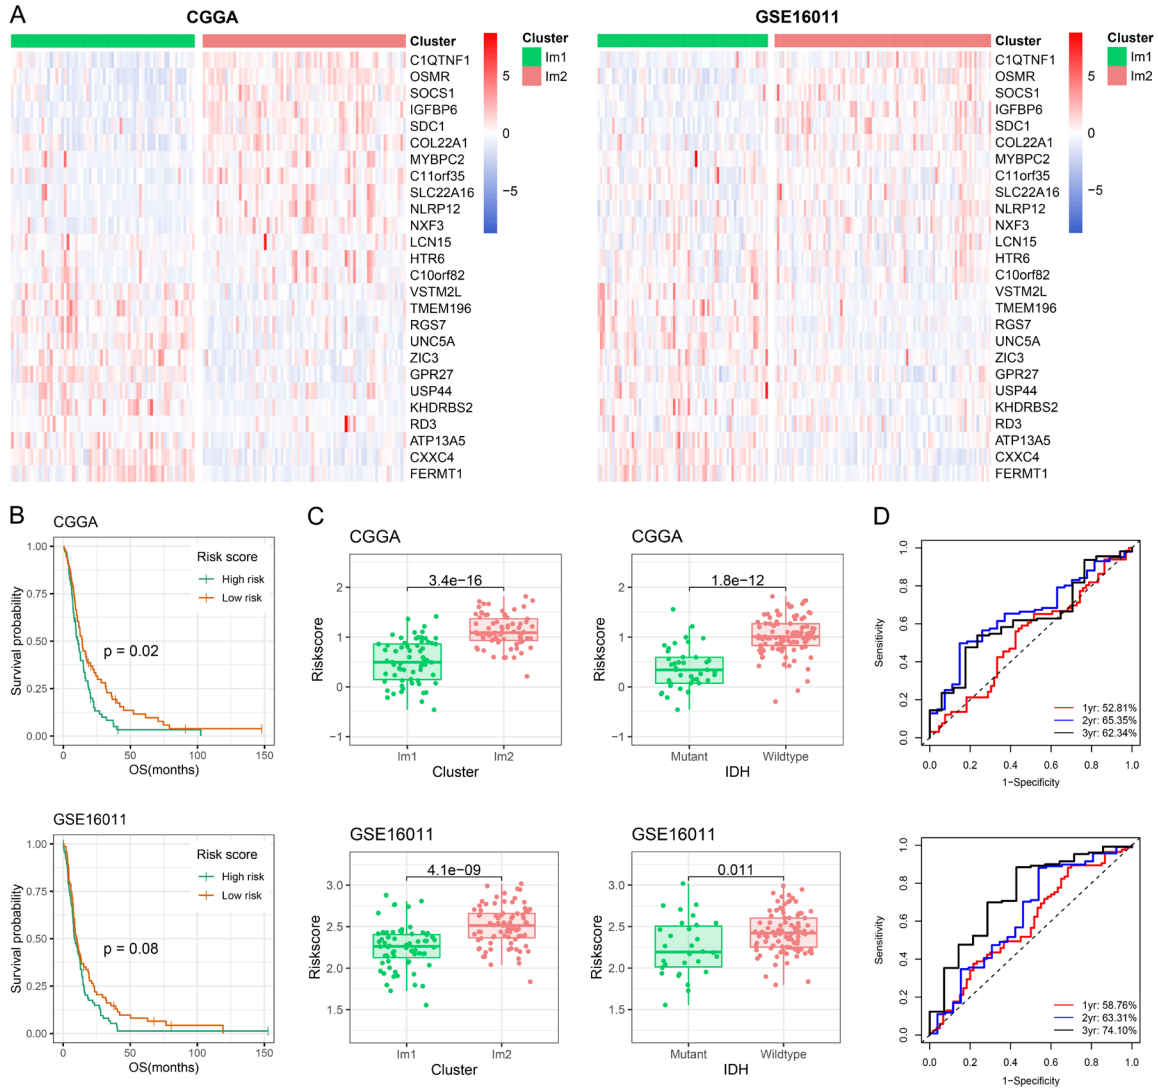 A
CGGA
Cluster
C1QTNF1
OSMR
SOCS1
IGFBP6
SDC1
COL22A1
MYBPC2
C11orf35
SLC22A16
NLRP12
NXF3
LCN15
HTR6
C10orf82
VSTM2L
TMEM196
RGS7
UNC5A
ZIC3
GPR27
USP44
KHDRBS2
RD3
ATP13A5
CXXC4
FERMT1
5
0
−5
Cluster
Im1
Im2
GSE16011
Cluster
C1QTNF1
OSMR
SOCS1
IGFBP6
SDC1
COL22A1
MYBPC2
C11orf35
SLC22A16
NLRP12
NXF3
LCN15
HTR6
C10orf82
VSTM2L
TMEM196
RGS7
UNC5A
ZIC3
GPR27
USP44
KHDRBS2
RD3
ATP13A5
CXXC4
FERMT1
5
0
−5
Cluster
Im1
Im2
B
CGGA
Survival probability
1.00
0.75
0.50
0.25
0.00
Risk score
High risk
Low risk
p = 0.02
0 50 100 150
OS(months)
GSE16011
Survival probability
1.00
0.75
0.50
0.25
0.00
Risk score
High risk
Low risk
p = 0.08
0 50 100 150
OS(months)
C
CGGA
Riskscore
2
1
0
−1
3.4e−16
Im1 Im2
Cluster
CGGA
Riskscore
2
1
0
−1
1.8e−12
Mutant Wildtype
IDH
GSE16011
Riskscore
3.0
2.5
2.0
1.5
4.1e−09
Im1 Im2
Cluster
GSE16011
Riskscore
3.0
2.5
2.0
1.5
0.011
Mutant Wildtype
IDH
D
Sensitivity
1.0
0.8
0.6
0.4
0.2
0.0
1yr: 52.81%
2yr: 65.35%
3yr: 62.34%
0.0 0.2 0.4 0.6 0.8 1.0
1−Specificity
Sensitivity
1.0
0.8
0.6
0.4
0.2
0.0
1yr: 58.76%
2yr: 63.31%
3yr: 74.10%
0.0 0.2 0.4 0.6 0.8 1.0
1−Specificity